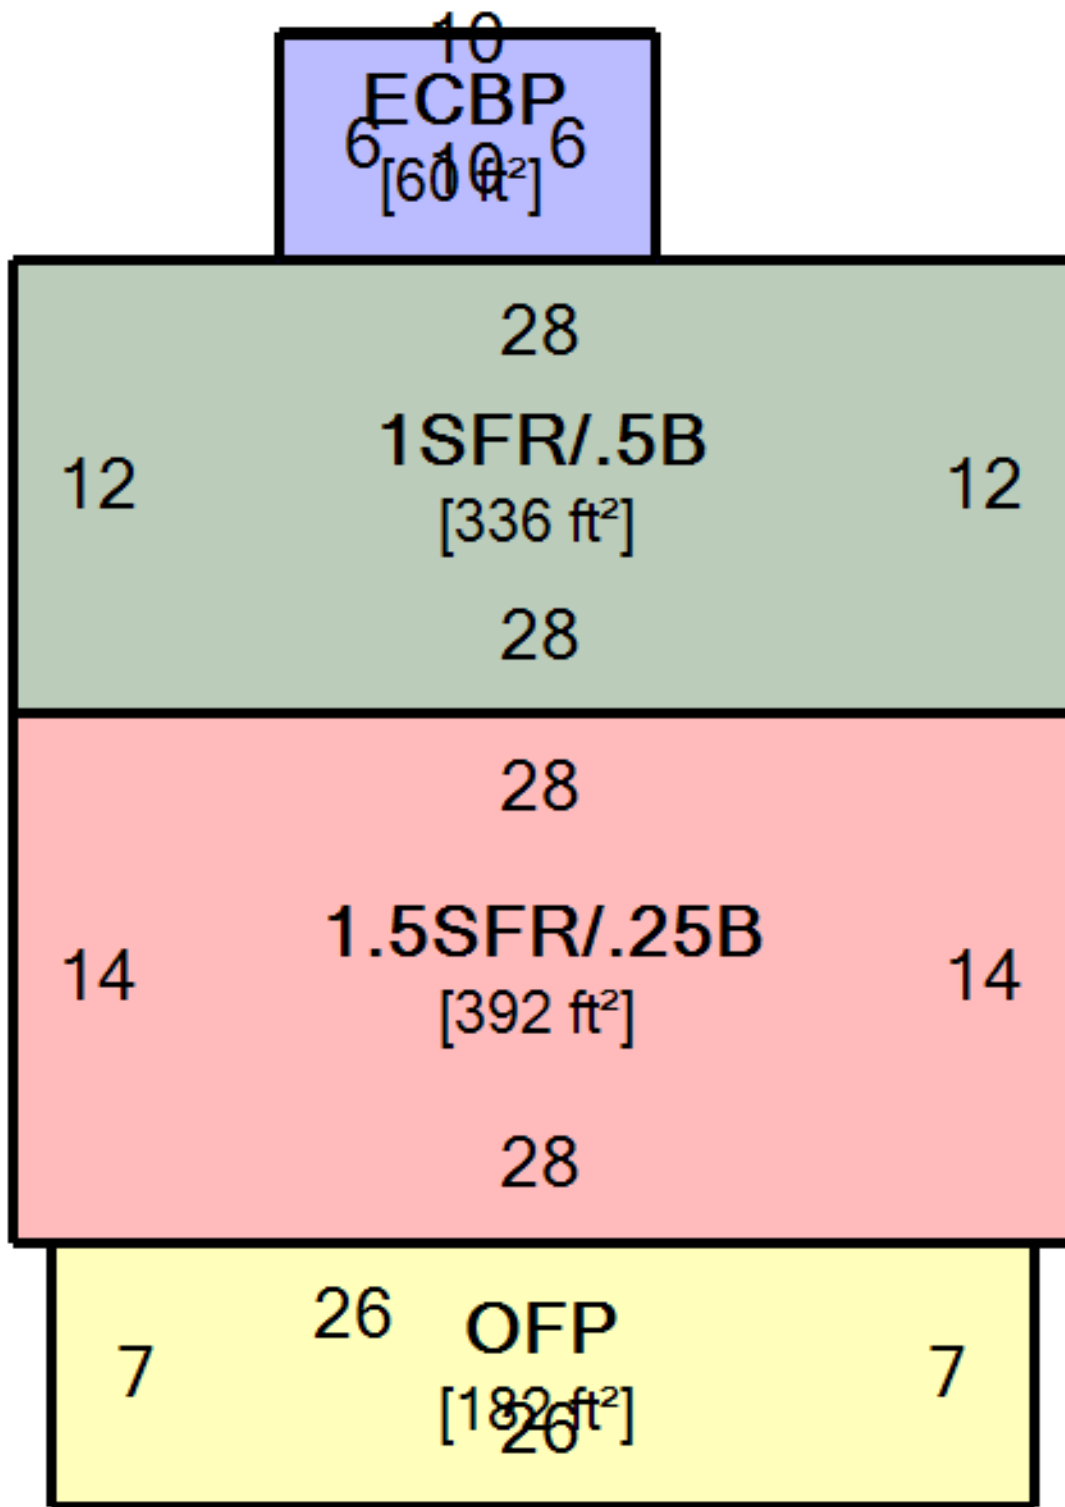 10
ECBP
6 10 6
[60 ft²]
28
1SFR/.5B
12 12
[336 ft²]
28
28
1.5SFR/.25B
14 14
[392 ft²]
28
26 OFP
7 7
[182 ft²]
26